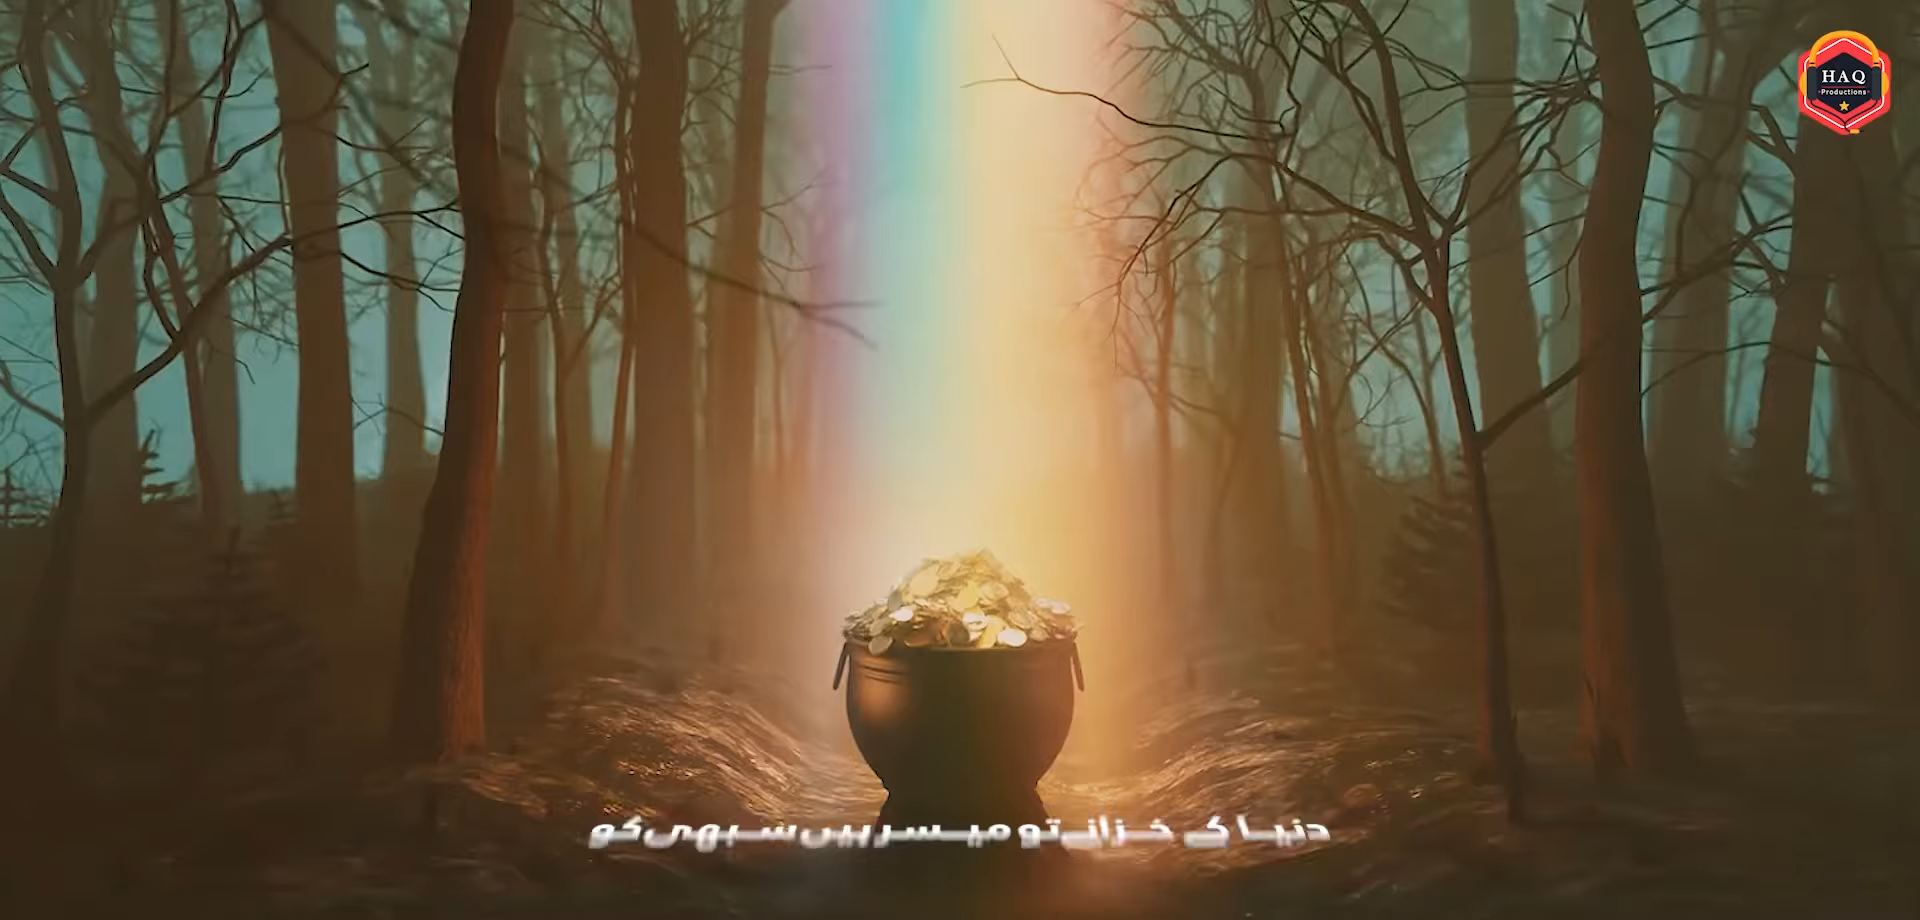 HAQ
Productions
دنیا کے خزانے تو میسر ہیں سبھی کو